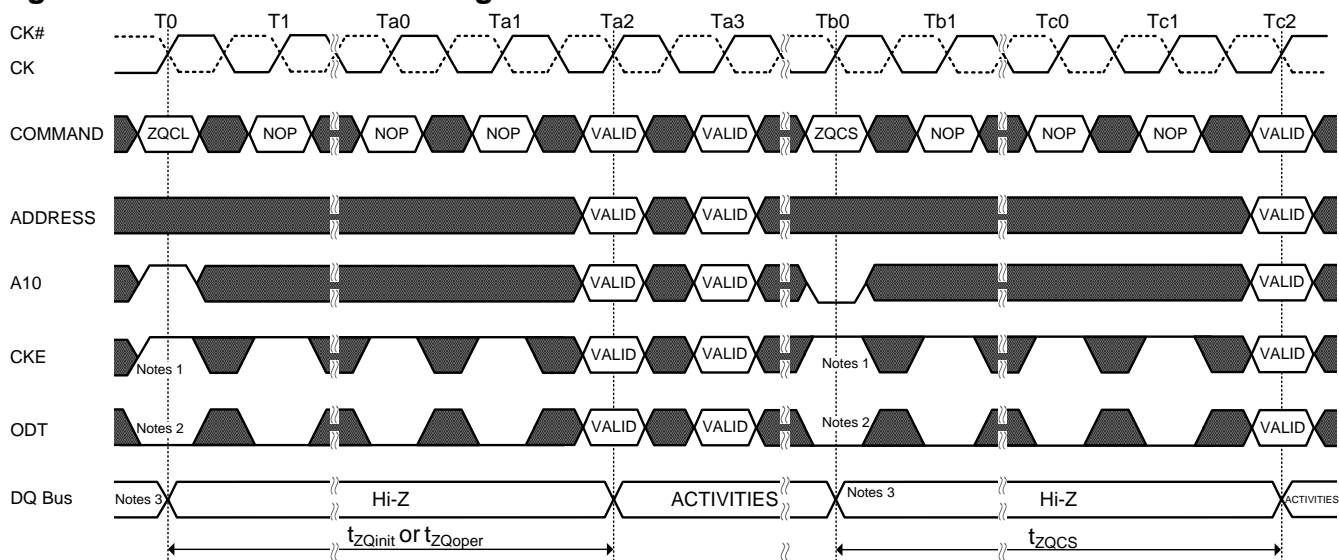 T0 T1 Ta0 Ta1 Ta2 Ta3 Tb0 Tb1 Tc0 Tc1 Tc2
CK#
CK
COMMAND ZQCL NOP NOP NOP VALID VALID ZQCS NOP NOP NOP VALID
ADDRESS VALID VALID VALID
A10 VALID VALID VALID
CKE Notes 1 VALID VALID Notes 1 VALID
ODT Notes 2 VALID VALID Notes 2 VALID
DQ Bus Notes 3 Hi-Z ACTIVITIES Notes 3 Hi-Z ACTIVITIES
tZQinit or tZQoper tZQCS